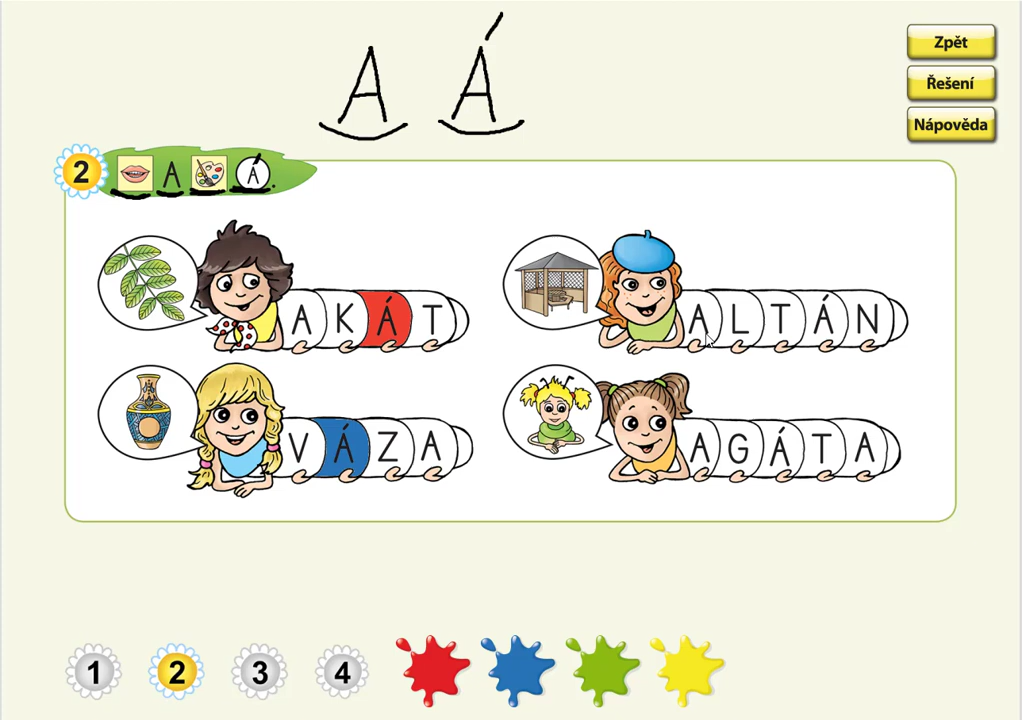 A Á
Zpět
Řešení
Nápověda
2 A Á.
AKÁT
ALTÁN
VÁZA
AGÁTA
1 2 3 4